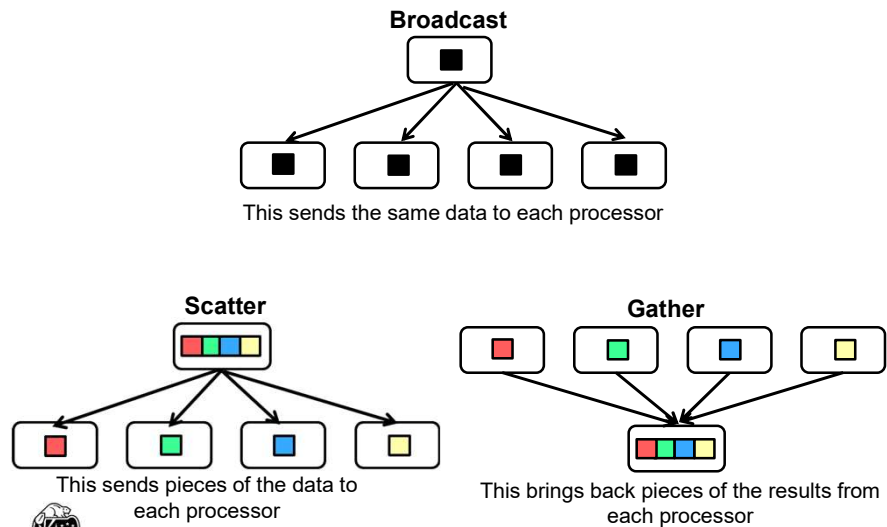 Broadcast
This sends the same data to each processor
Scatter
This sends pieces of the data to
each processor
Gather
This brings back pieces of the results from
each processor